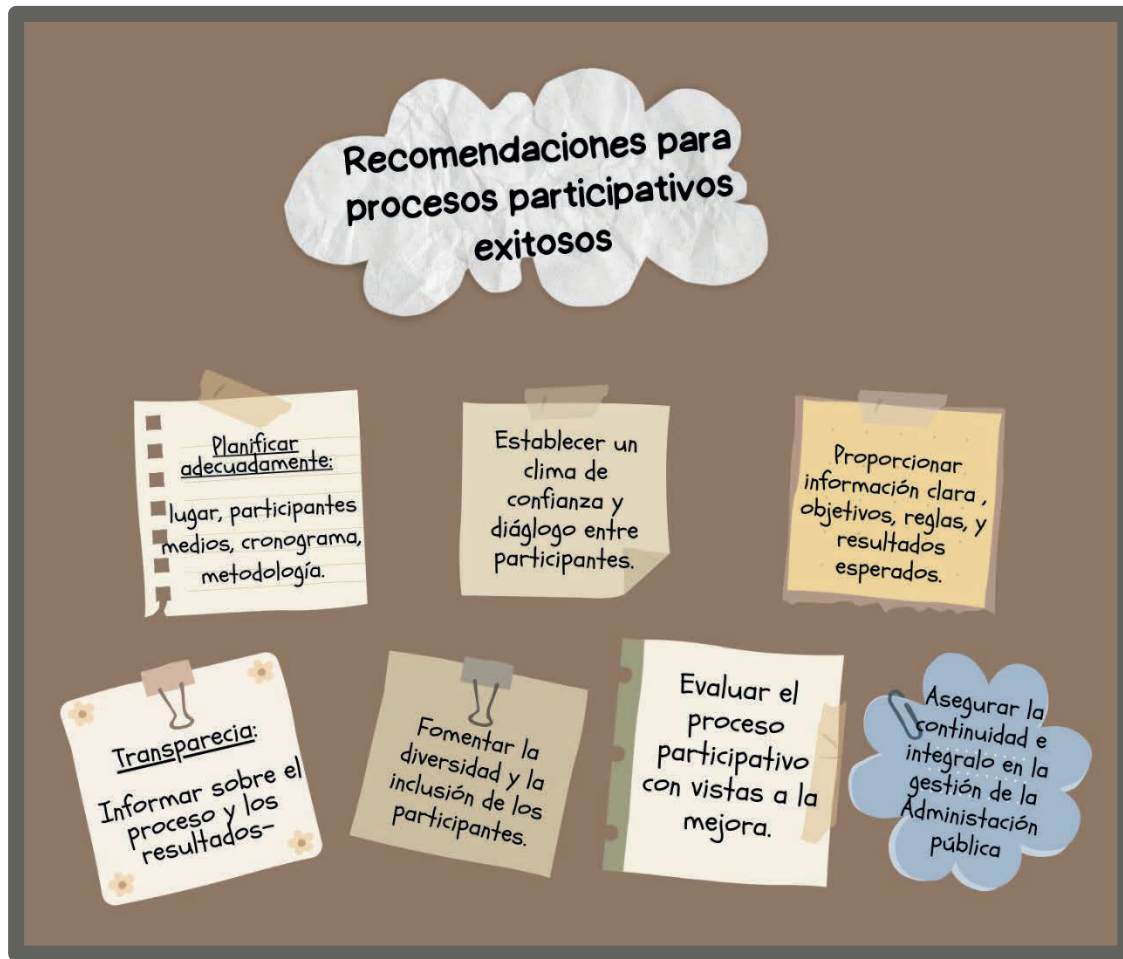 Recomendaciones para
procesos participativos
exitosos
Planificar
adecuadamente:
lugar, participantes
medios, cronograma,
metodología.
Establecer un
clima de
confianza y
diáglogo entre
participantes.
Proporcionar
información clara ,
objetivos, reglas, y
resultados
esperados.
Transparecia:
Informar sobre el
proceso y los
resultados-
Fomentar la
diversidad y la
inclusión de los
participantes.
Evaluar el
proceso
participativo
con vistas a la
mejora.
Asegurar la
continuidad e
integralo en la
gestión de la
Administación
pública